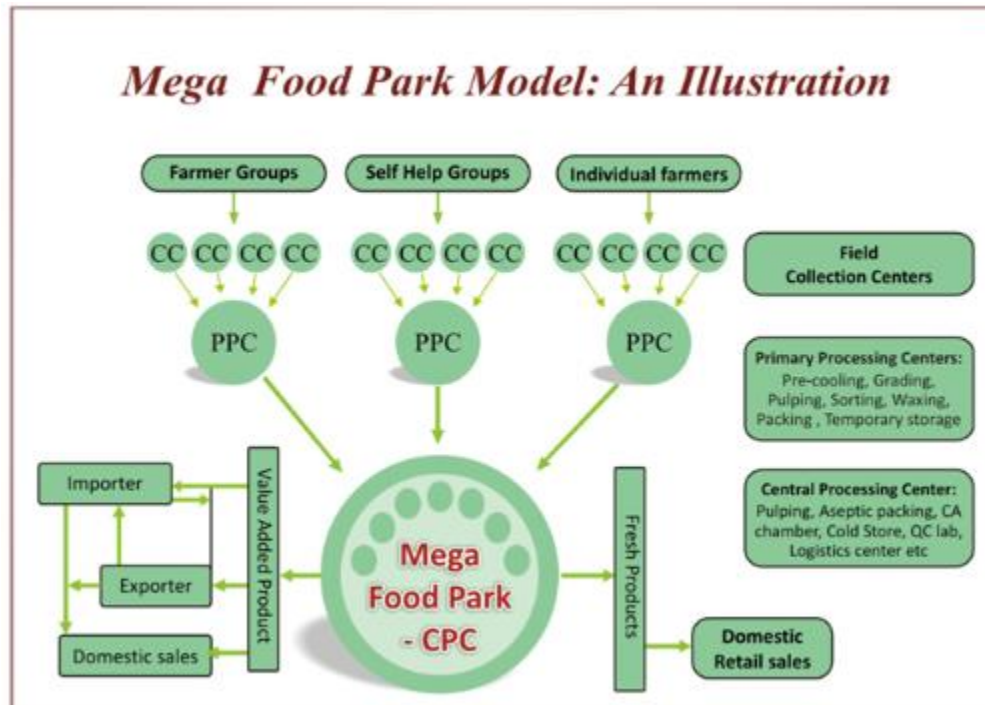 Mega Food Park Model: An Illustration
Farmer Groups
Self Help Groups
Individual farmers
CC CC CC CC
CC CC CC CC
CC CC CC CC
Field
Collection Centers
PPC
PPC
PPC
Primary Processing Centers:
Pre-cooling, Grading,
Pulping, Sorting, Waxing,
Packing , Temporary storage
Central Processing Center:
Pulping, Aseptic packing, CA
chamber, Cold Store, QC lab,
Logistics center etc
Importer
Exporter
Domestic sales
Value Added Product
Mega
Food Park
- CPC
Fresh Products
Domestic
Retail sales